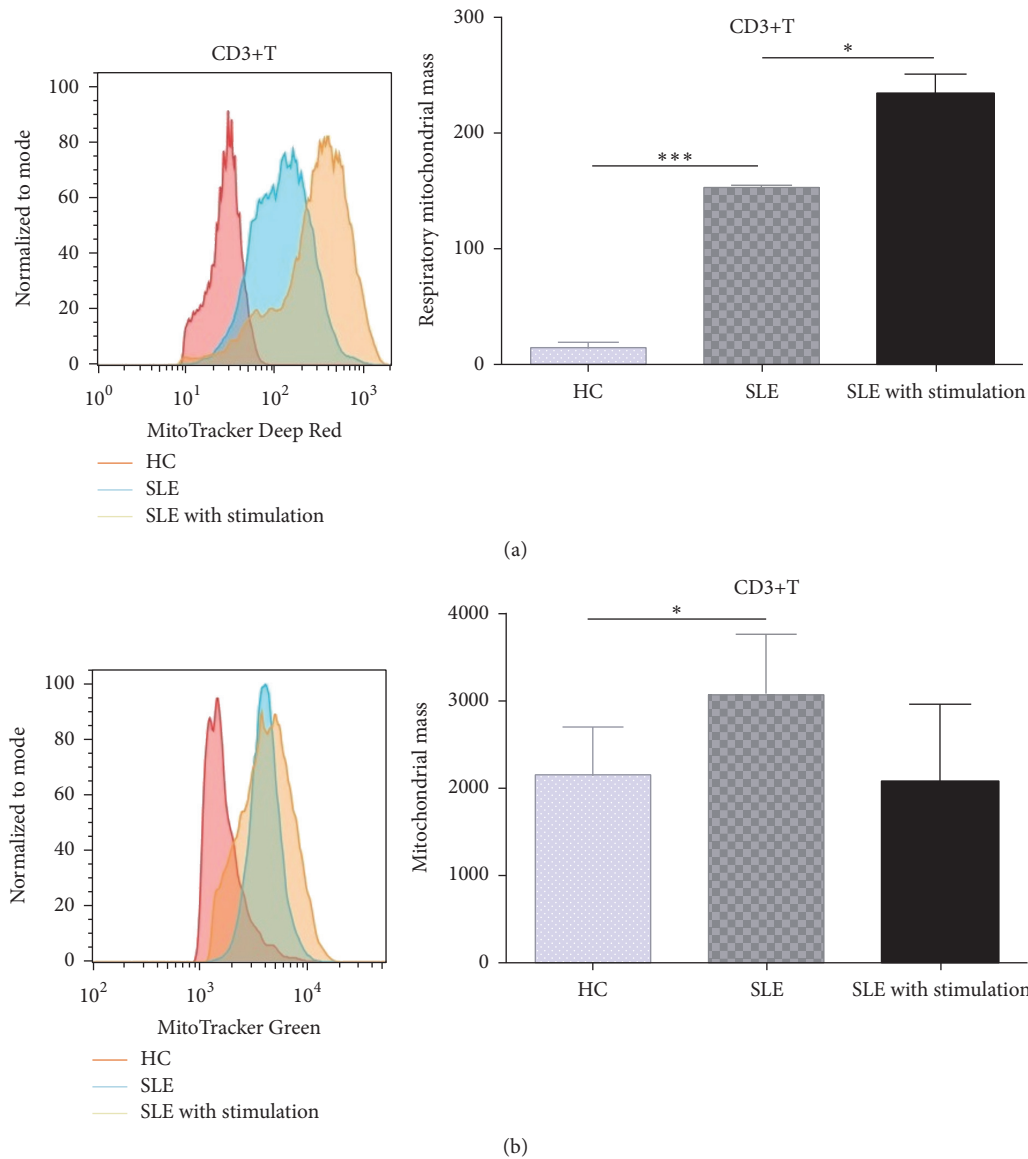 CD3+T
Normalized to mode
100
80
60
40
20
0
10^0
10^1
10^2
10^3
MitoTracker Deep Red
HC
SLE
SLE with stimulation
CD3+T
Respiratory mitochondrial mass
300
200
100
0
***
*
HC
SLE
SLE with stimulation
(a)
Normalized to mode
100
80
60
40
20
0
10^2
10^3
10^4
MitoTracker Green
HC
SLE
SLE with stimulation
CD3+T
Mitochondrial mass
4000
3000
2000
1000
0
*
HC
SLE
SLE with stimulation
(b)